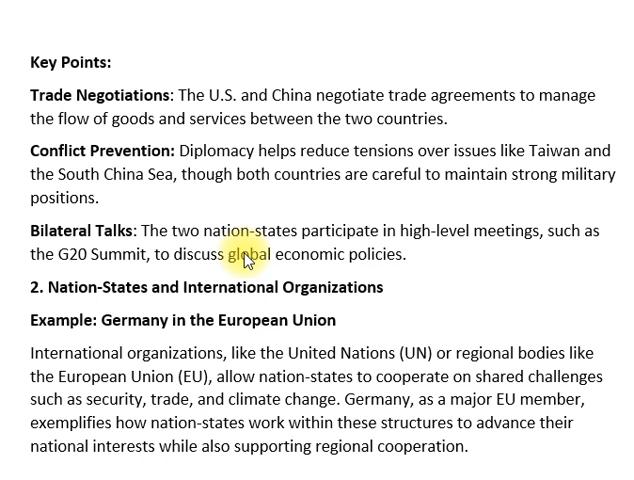 Key Points:
Trade Negotiations: The U.S. and China negotiate trade agreements to manage
the flow of goods and services between the two countries.
Conflict Prevention: Diplomacy helps reduce tensions over issues like Taiwan and
the South China Sea, though both countries are careful to maintain strong military
positions.
Bilateral Talks: The two nation-states participate in high-level meetings, such as
the G20 Summit, to discuss global economic policies.
2. Nation-States and International Organizations
Example: Germany in the European Union
International organizations, like the United Nations (UN) or regional bodies like
the European Union (EU), allow nation-states to cooperate on shared challenges
such as security, trade, and climate change. Germany, as a major EU member,
exemplifies how nation-states work within these structures to advance their
national interests while also supporting regional cooperation.